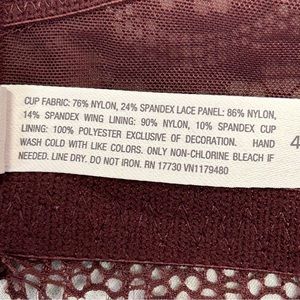 CUP FABRIC: 76% NYLON, 24% SPANDEX LACE PANEL: 86% NYLON,
14% SPANDEX WING LINING: 90% NYLON, 10% SPANDEX CUP
LINING: 100% POLYESTER EXCLUSIVE OF DECORATION. HAND
WASH COLD WITH LIKE COLORS. ONLY NON-CHLORINE BLEACH IF
NEEDED. LINE DRY. DO NOT IRON. RN 17730 VN1179480
4